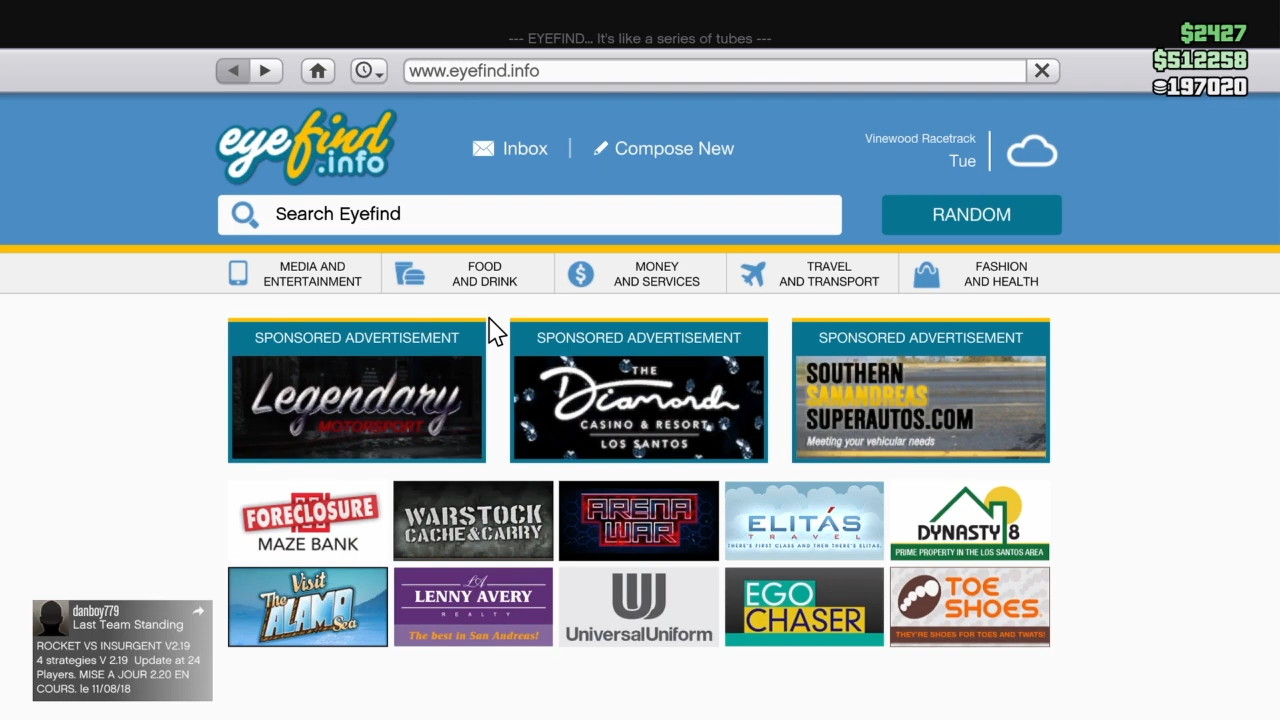 --- EYEFIND... It's like a series of tubes ---
$2427
$512258
197020
www.eyefind.info
eyefind
.info
Inbox
Compose New
Vinewood Racetrack
Tue
Search Eyefind
RANDOM
MEDIA AND
ENTERTAINMENT
FOOD
AND DRINK
MONEY
AND SERVICES
TRAVEL
AND TRANSPORT
FASHION
AND HEALTH
SPONSORED ADVERTISEMENT
Legendary
MOTORSPORT
SPONSORED ADVERTISEMENT
THE
Diamond
CASINO & RESORT
LOS SANTOS
SPONSORED ADVERTISEMENT
SOUTHERN
SANANDREAS
SUPERAUTOS.COM
Meeting your vehicular needs
FORECLOSURE
MAZE BANK
WARSTOCK
CACHE&CARRY
ARENA
WAR
ELITÁS
TRAVEL
THERE'S FIRST CLASS AND THEN THERE'S ELITAS.
DYNASTY 8
PRIME PROPERTY IN THE LOS SANTOS AREA
Visit
The ALAMO
Sea
LA
LENNY AVERY
REALTY
The best in San Andreas!
UniversalUniform
EGO
CHASER
TOE
SHOES
THEY'RE SHOES FOR TOES AND TWATS!
danboy779
Last Team Standing
ROCKET VS INSURGENT V2.19
4 strategies V 2.19 Update at 24
Players. MISE A JOUR 2.20 EN
COURS. le 11/08/18